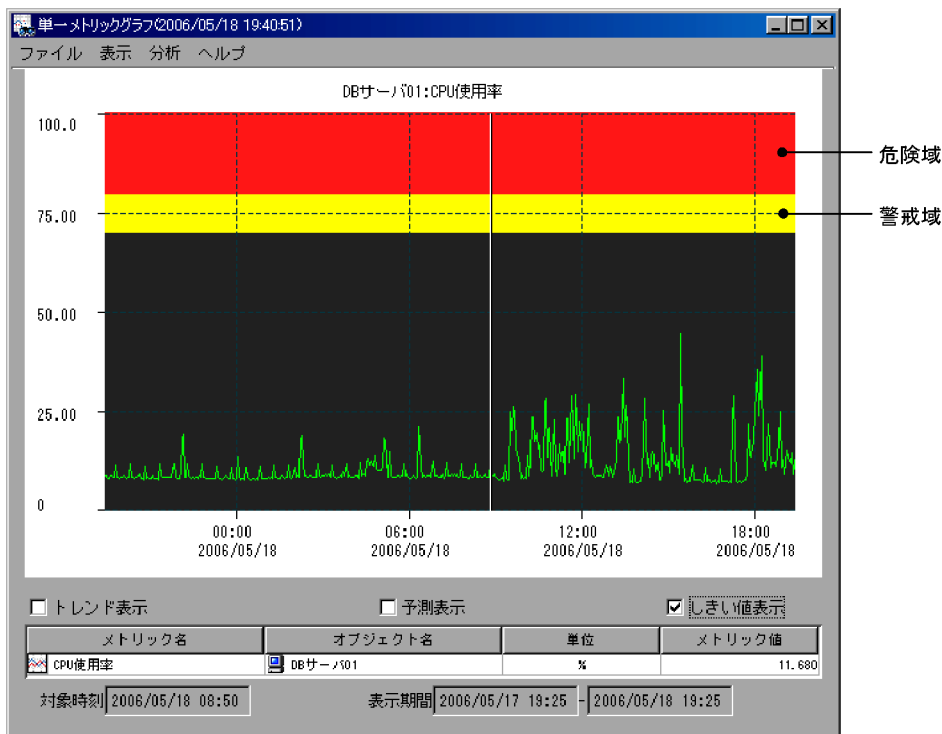 単一メトリックグラフ(2006/05/18 19:40:51)
ファイル 表示 分析 ヘルプ
DBサーバ01:CPU使用率
100.0
危険域
75.00
警戒域
50.00
25.00
0
00:00 06:00 12:00 18:00
2006/05/18 2006/05/18 2006/05/18 2006/05/18
トレンド表示 予測表示 しきい値表示
メトリック名 オブジェクト名 単位 メトリック値
CPU使用率 DBサーバ01 % 11.680
対象時刻 2006/05/18 08:50 表示期間 2006/05/17 19:25 - 2006/05/18 19:25